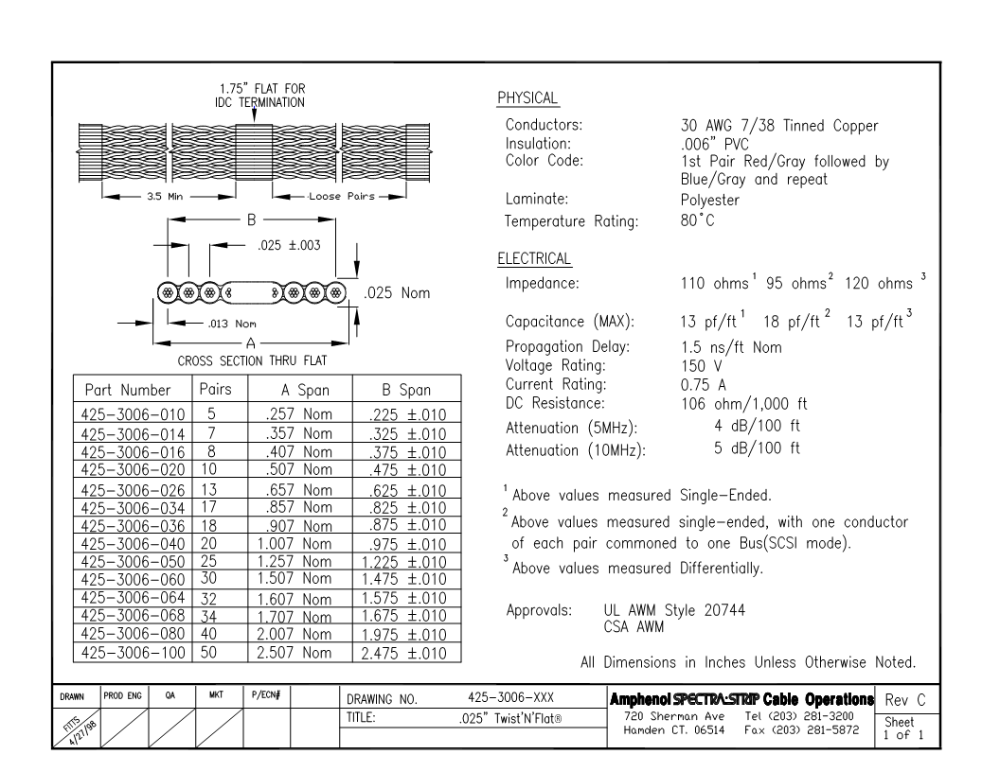 1.75" FLAT FOR
IDC TERMINATION
3.5 Min
Loose Pairs
B
.025 ±.003
.025 Nom
.013 Nom
A
CROSS SECTION THRU FLAT
Part Number Pairs A Span B Span
425-3006-010 5 .257 Nom .225 ±.010
425-3006-014 7 .357 Nom .325 ±.010
425-3006-016 8 .407 Nom .375 ±.010
425-3006-020 10 .507 Nom .475 ±.010
425-3006-026 13 .657 Nom .625 ±.010
425-3006-034 17 .857 Nom .825 ±.010
425-3006-036 18 .907 Nom .875 ±.010
425-3006-040 20 1.007 Nom .975 ±.010
425-3006-050 25 1.257 Nom 1.225 ±.010
425-3006-060 30 1.507 Nom 1.475 ±.010
425-3006-064 32 1.607 Nom 1.575 ±.010
425-3006-068 34 1.707 Nom 1.675 ±.010
425-3006-080 40 2.007 Nom 1.975 ±.010
425-3006-100 50 2.507 Nom 2.475 ±.010
PHYSICAL
Conductors: 30 AWG 7/38 Tinned Copper
Insulation: .006" PVC
Color Code: 1st Pair Red/Gray followed by
Blue/Gray and repeat
Laminate: Polyester
Temperature Rating: 80°C
ELECTRICAL
Impedance: 110 ohms¹ 95 ohms² 120 ohms³
Capacitance (MAX): 13 pf/ft¹ 18 pf/ft² 13 pf/ft³
Propagation Delay: 1.5 ns/ft Nom
Voltage Rating: 150 V
Current Rating: 0.75 A
DC Resistance: 106 ohm/1,000 ft
Attenuation (5MHz): 4 dB/100 ft
Attenuation (10MHz): 5 dB/100 ft
¹ Above values measured Single-Ended.
² Above values measured single-ended, with one conductor
of each pair commoned to one Bus(SCSI mode).
³ Above values measured Differentially.
Approvals: UL AWM Style 20744
CSA AWM
All Dimensions in Inches Unless Otherwise Noted.
DRAWN PROD ENG QA MKT P/ECN#
FITTS
4/27/98
DRAWING NO. 425-3006-XXX
TITLE: .025" Twist'N'Flat®
Amphenol SPECTRA-STRIP Cable Operations
720 Sherman Ave Tel (203) 281-3200
Hamden CT. 06514 Fax (203) 281-5872
Rev C
Sheet
1 of 1